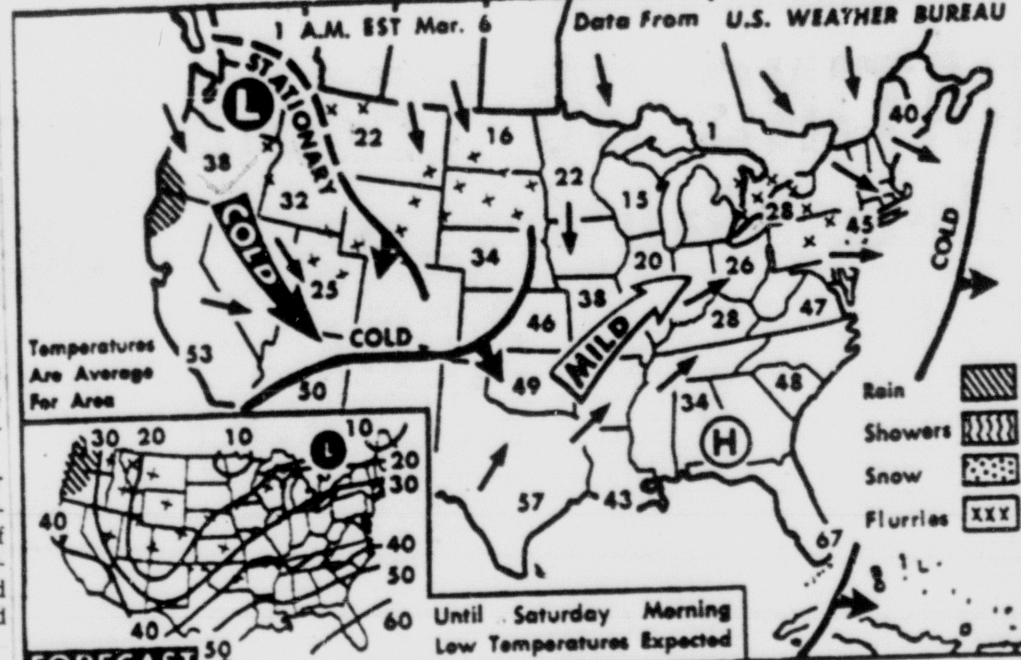 1 A.M. EST Mar. 6
Data From U.S. WEATHER BUREAU
STATIONARY
L
40
22
16
1
38
22
32
15
28
45
COLD
COLD
34
20
26
25
38
47
46
28
MILD
COLD
Temperatures
Are Average
For Area
53
50
49
34
48
H
Rain
Showers
Snow
Flurries
xxx
57
43
67
30 20 10 L 10
20
30
40
40
50
60
40
50
Until Saturday Morning
Low Temperatures Expected
FORECAST